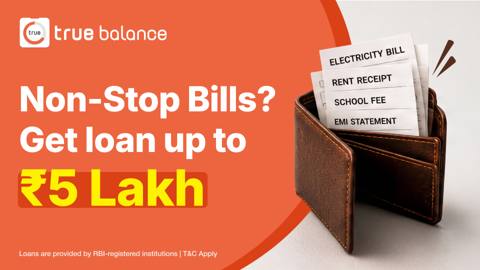 true
true balance
Non-Stop Bills?
Get loan up to
₹5 Lakh
ELECTRICITY BILL
RENT RECEIPT
SCHOOL FEE
EMI STATEMENT
Loans are provided by RBI-registered institutions | T&C Apply